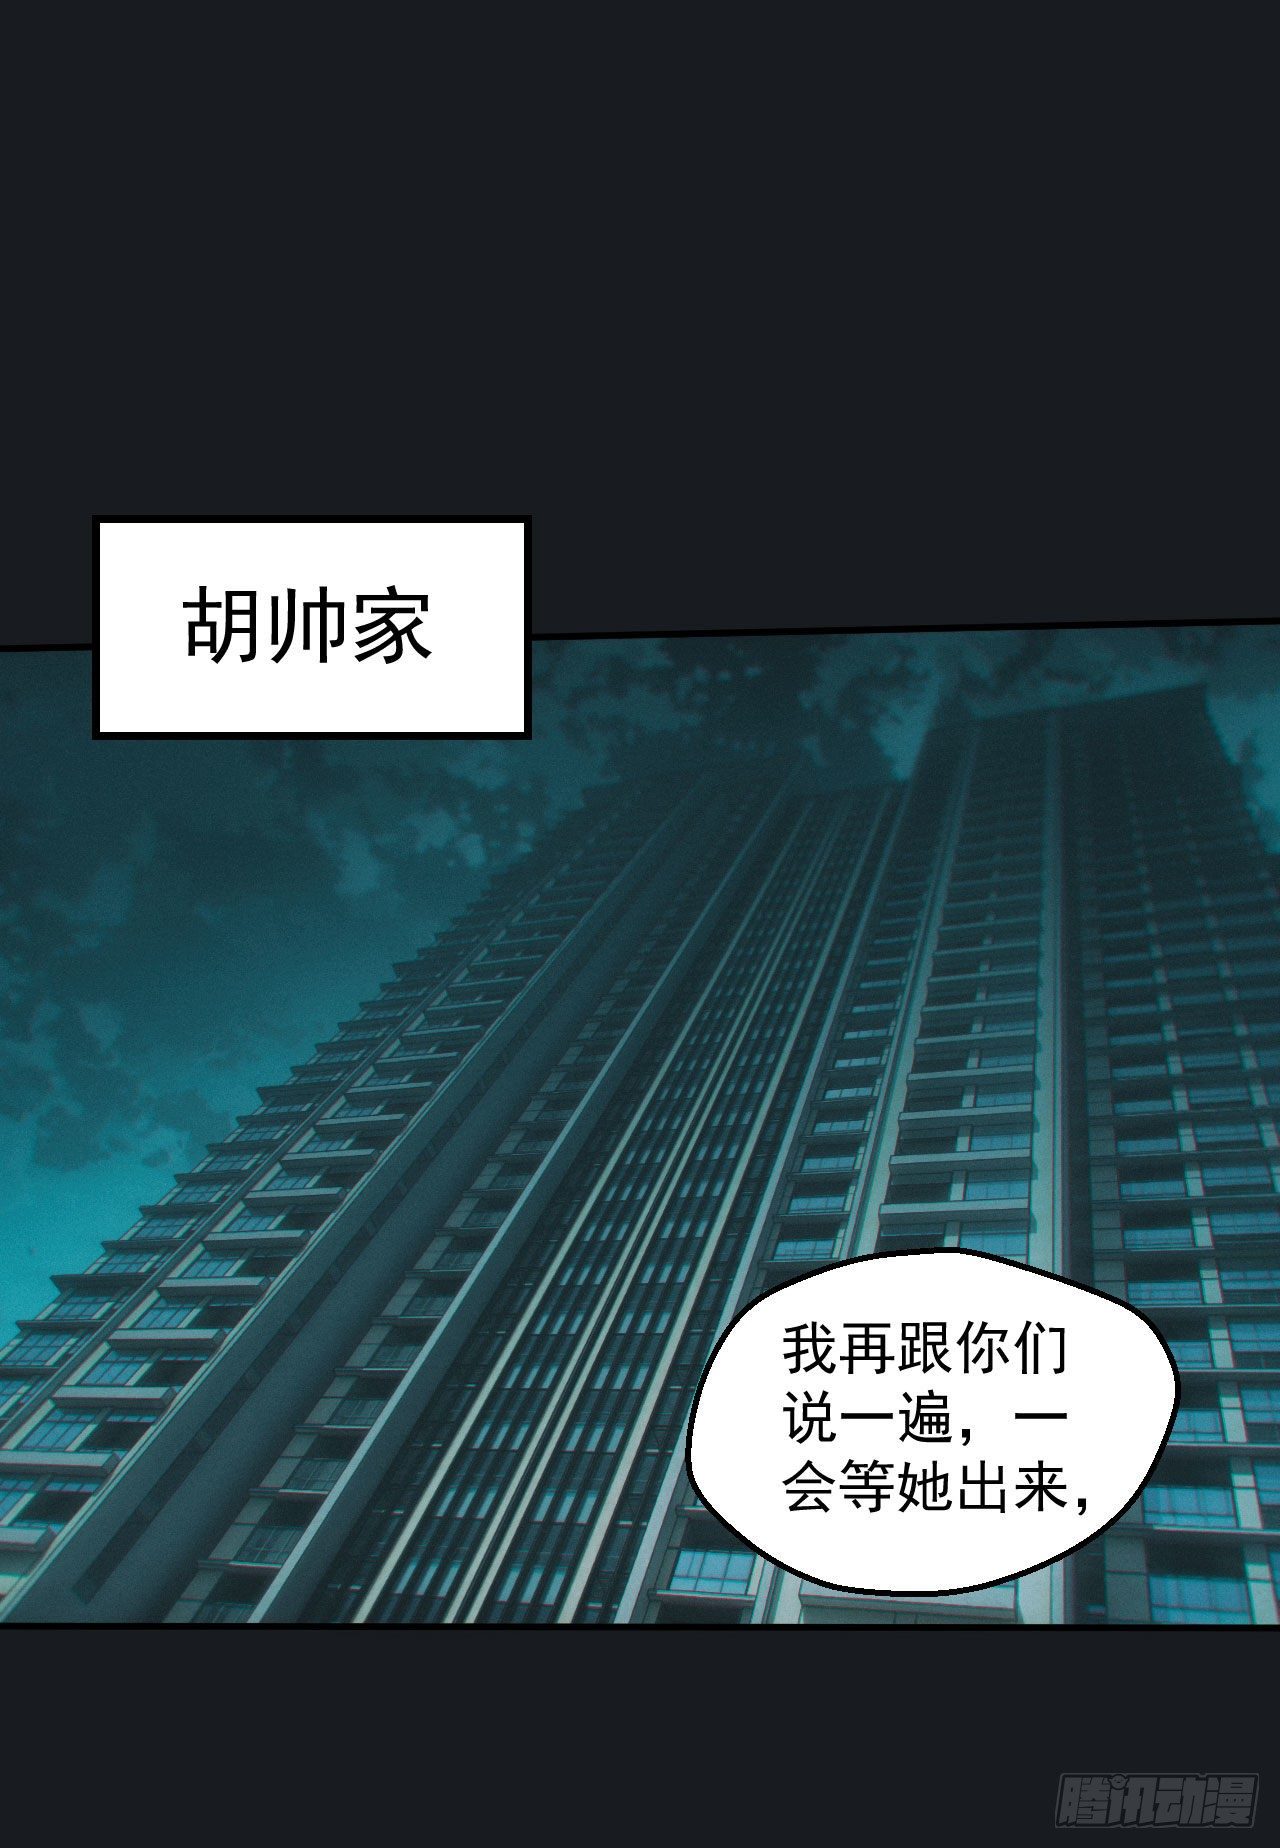 胡帅家
我再跟你们
说一遍，一
会等她出来，
腾讯动漫